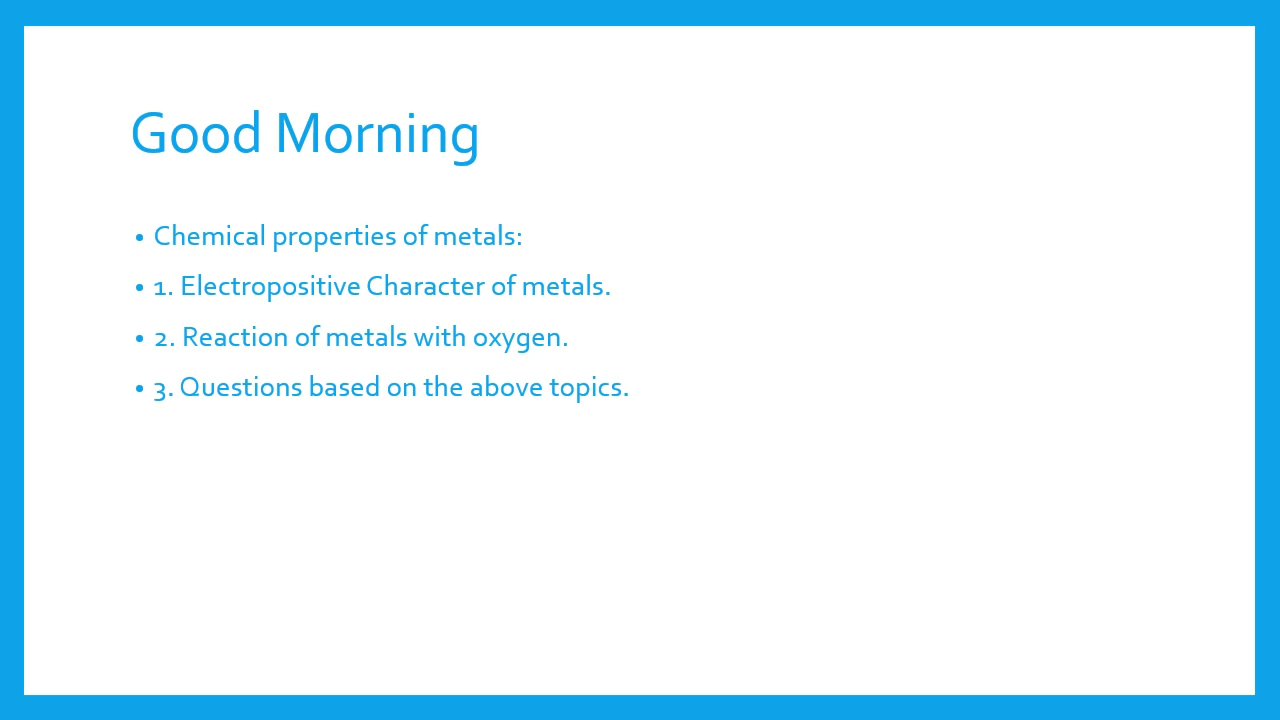 Good Morning
• Chemical properties of metals:
• 1. Electropositive Character of metals.
• 2. Reaction of metals with oxygen.
• 3. Questions based on the above topics.